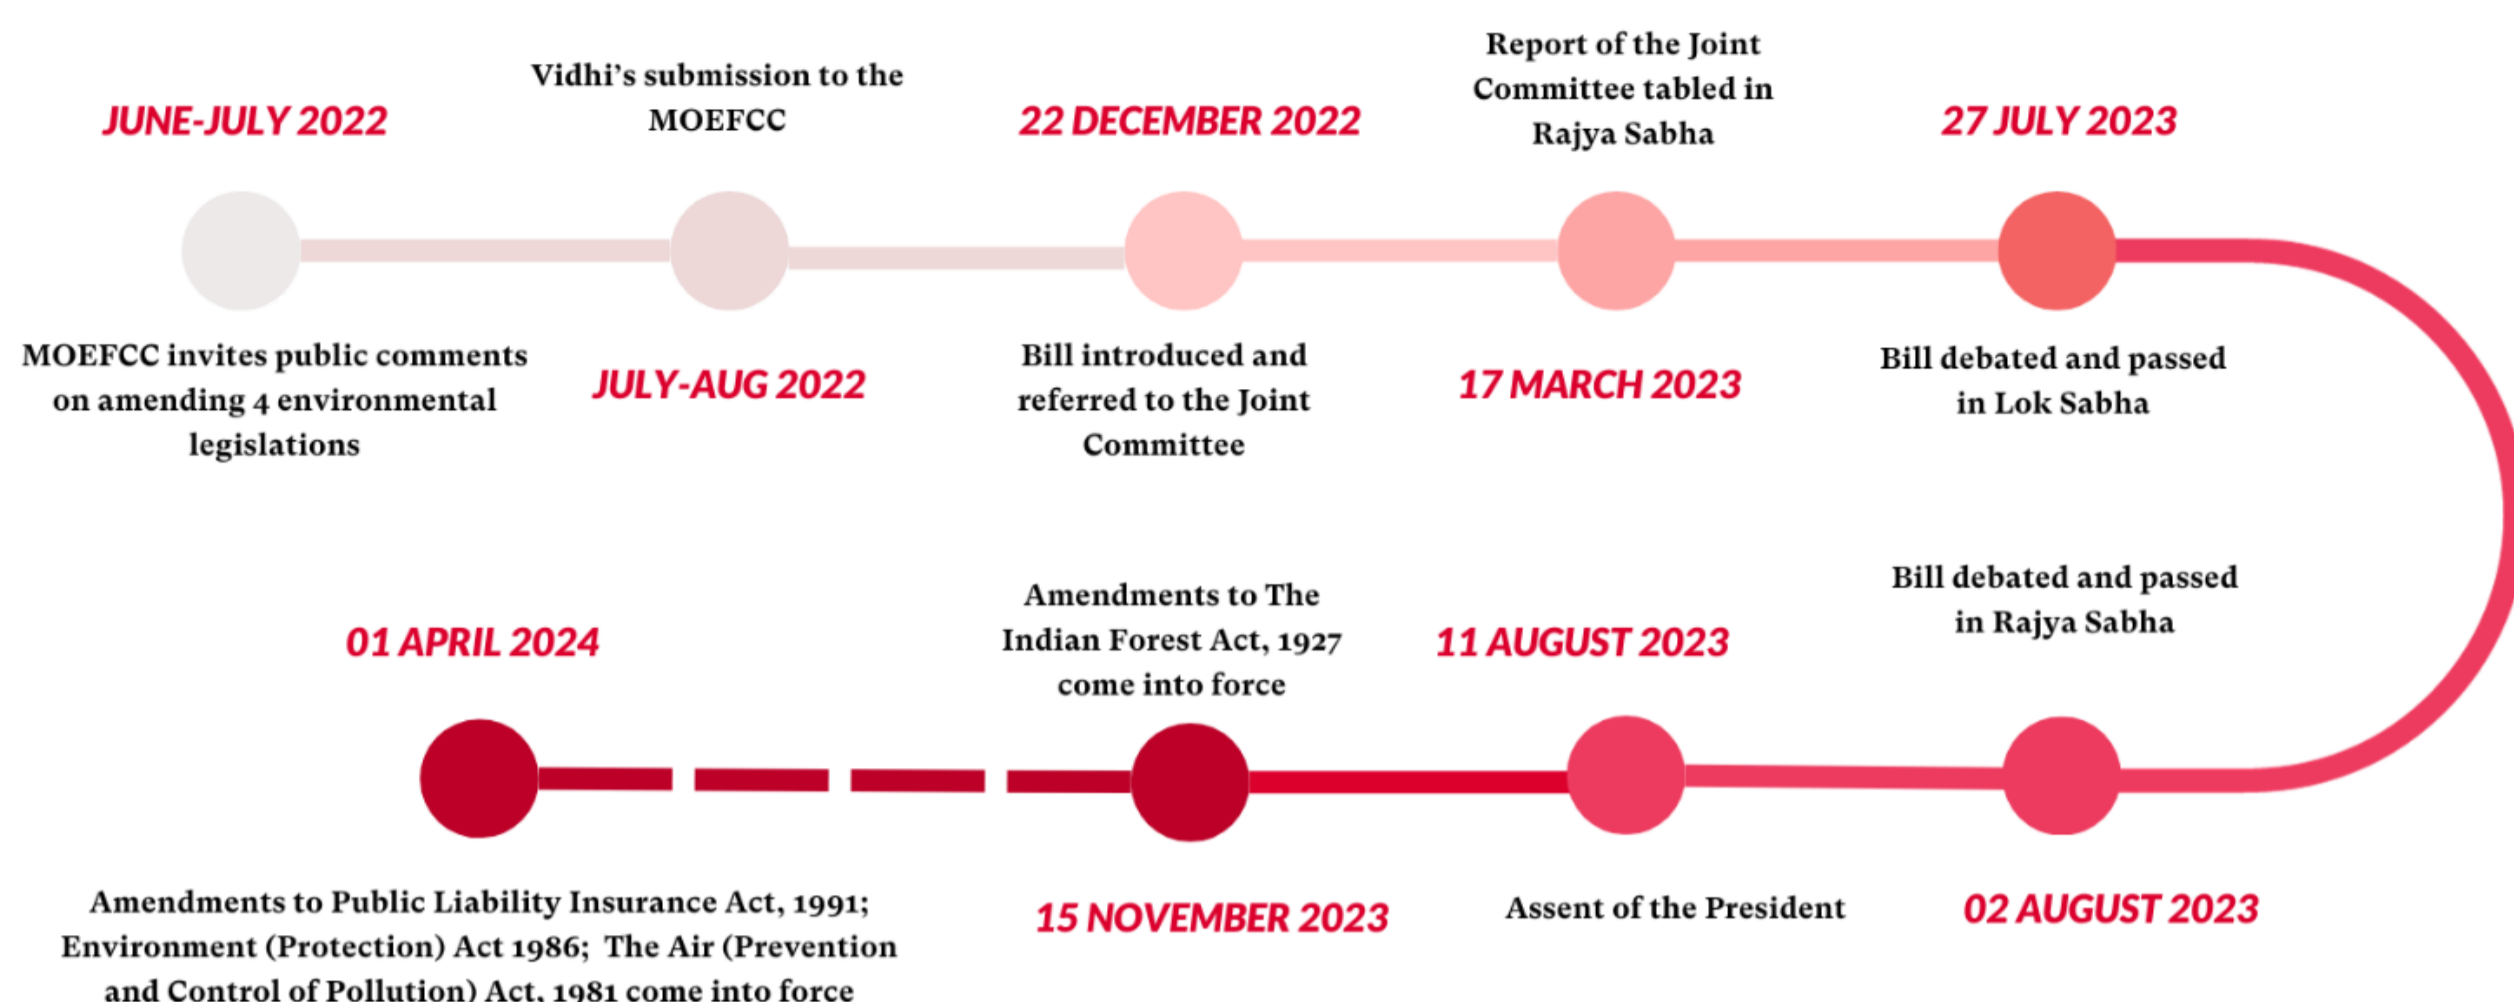 JUNE-JULY 2022
MOEFCC invites public comments
on amending 4 environmental
legislations
Vidhi’s submission to the
MOEFCC
JULY-AUG 2022
22 DECEMBER 2022
Bill introduced and
referred to the Joint
Committee
Report of the Joint
Committee tabled in
Rajya Sabha
17 MARCH 2023
27 JULY 2023
Bill debated and passed
in Lok Sabha
Bill debated and passed
in Rajya Sabha
02 AUGUST 2023
11 AUGUST 2023
Assent of the President
Amendments to The
Indian Forest Act, 1927
come into force
15 NOVEMBER 2023
01 APRIL 2024
Amendments to Public Liability Insurance Act, 1991;
Environment (Protection) Act 1986; The Air (Prevention
and Control of Pollution) Act, 1981 come into force